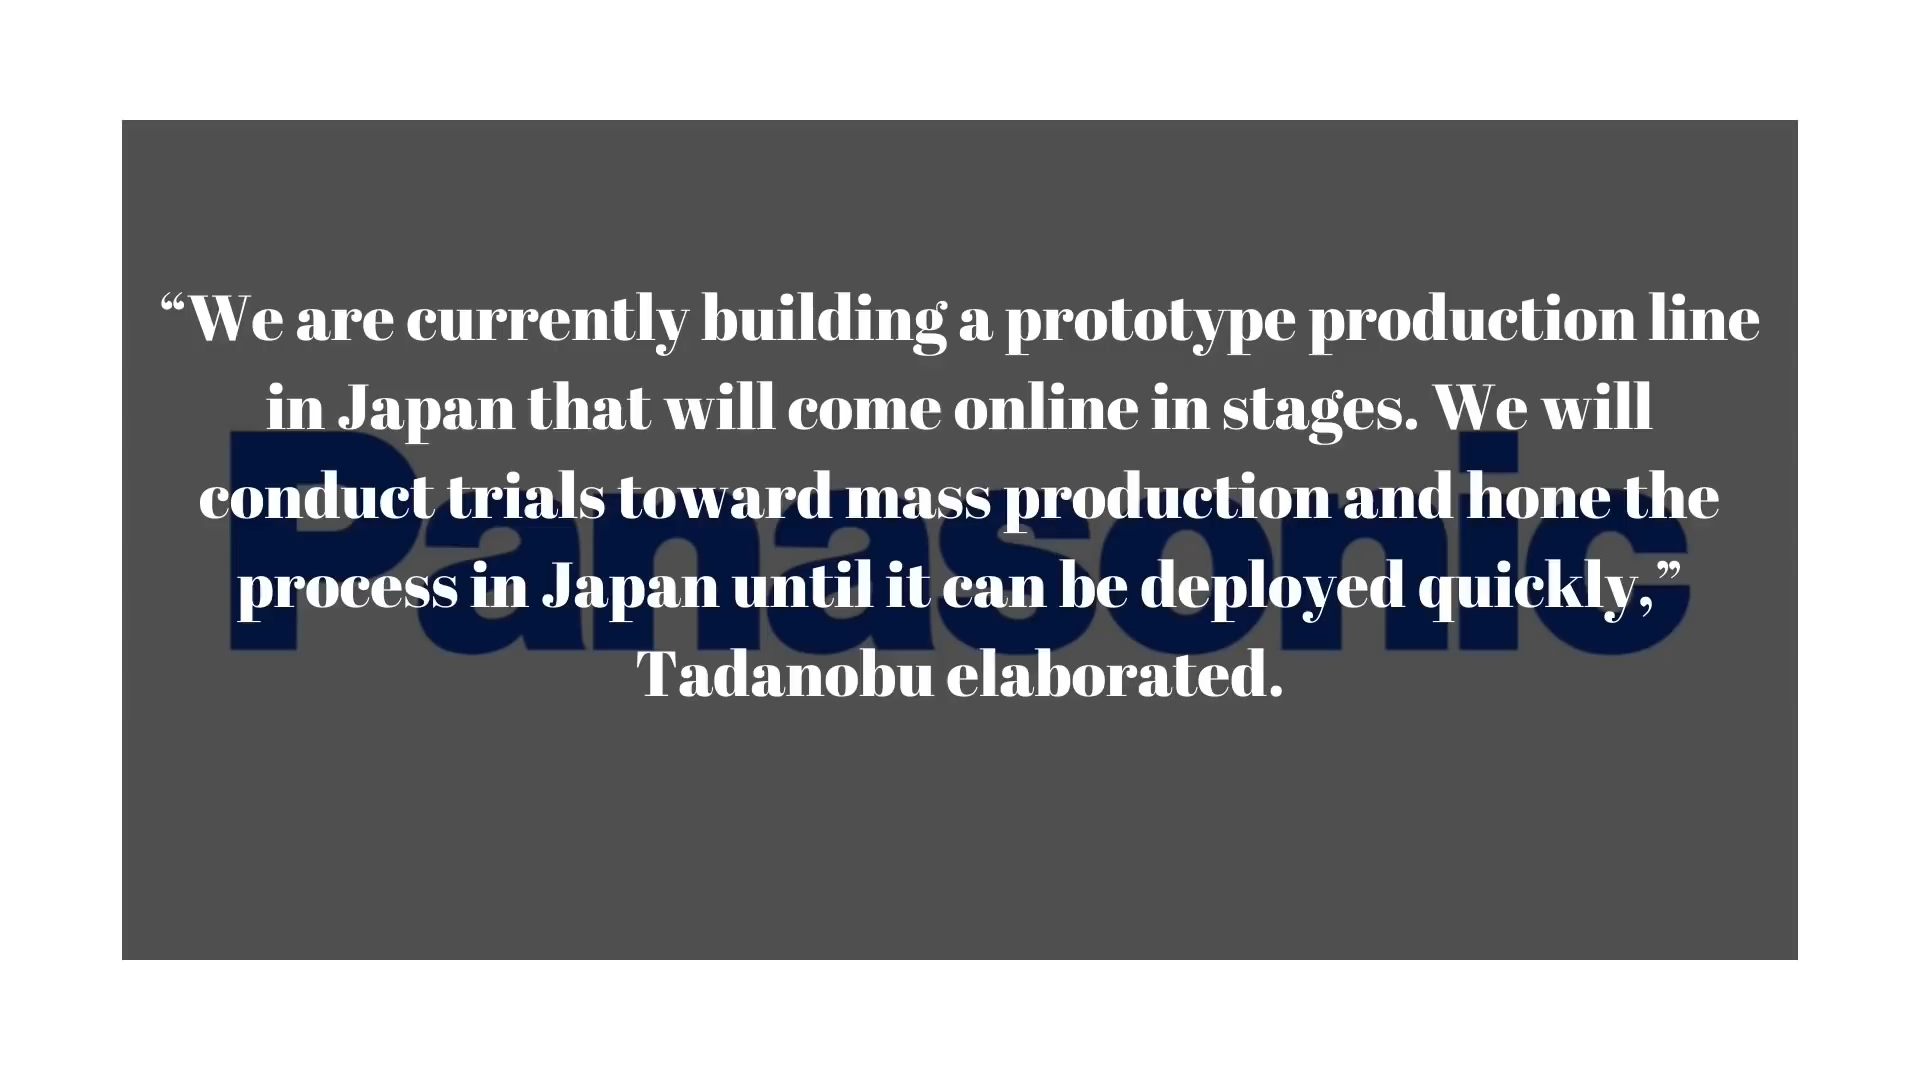 “We are currently building a prototype production line
in Japan that will come online in stages. We will
conduct trials toward mass production and hone the
process in Japan until it can be deployed quickly,”
Tadanobu elaborated.
Panasonic